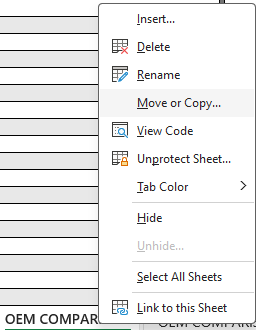 Insert...
Delete
Rename
Move or Copy...
View Code
Unprotect Sheet...
Tab Color
Hide
Unhide...
Select All Sheets
Link to this Sheet
OEM COMPAR